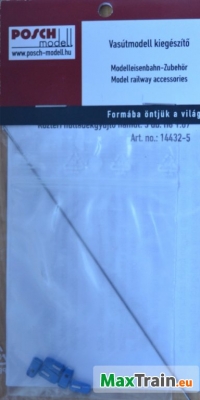 POSCH
modell
www.posch-modell.hu
Vasútmodell kiegészítő
Modelleisenbahn-Zubehör
Model railway accessories
Formába öntjük a világ
Art. no.: 14432-5
MaxTrain.eu